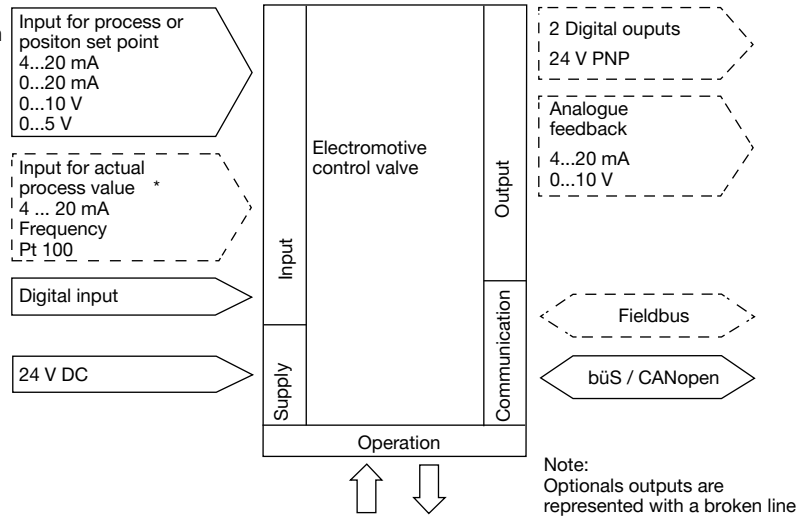 Input for process or
positon set point
4...20 mA
0...20 mA
0...10 V
0...5 V
Input for actual
process value *
4 ... 20 mA
Frequency
Pt 100
Digital input
24 V DC
Input
Supply
Electromotive
control valve
Output
Communication
Operation
2 Digital ouputs
24 V PNP
Analogue
feedback
4...20 mA
0...10 V
Fieldbus
büS / CANopen
Note:
Optionals outputs are
represented with a broken line